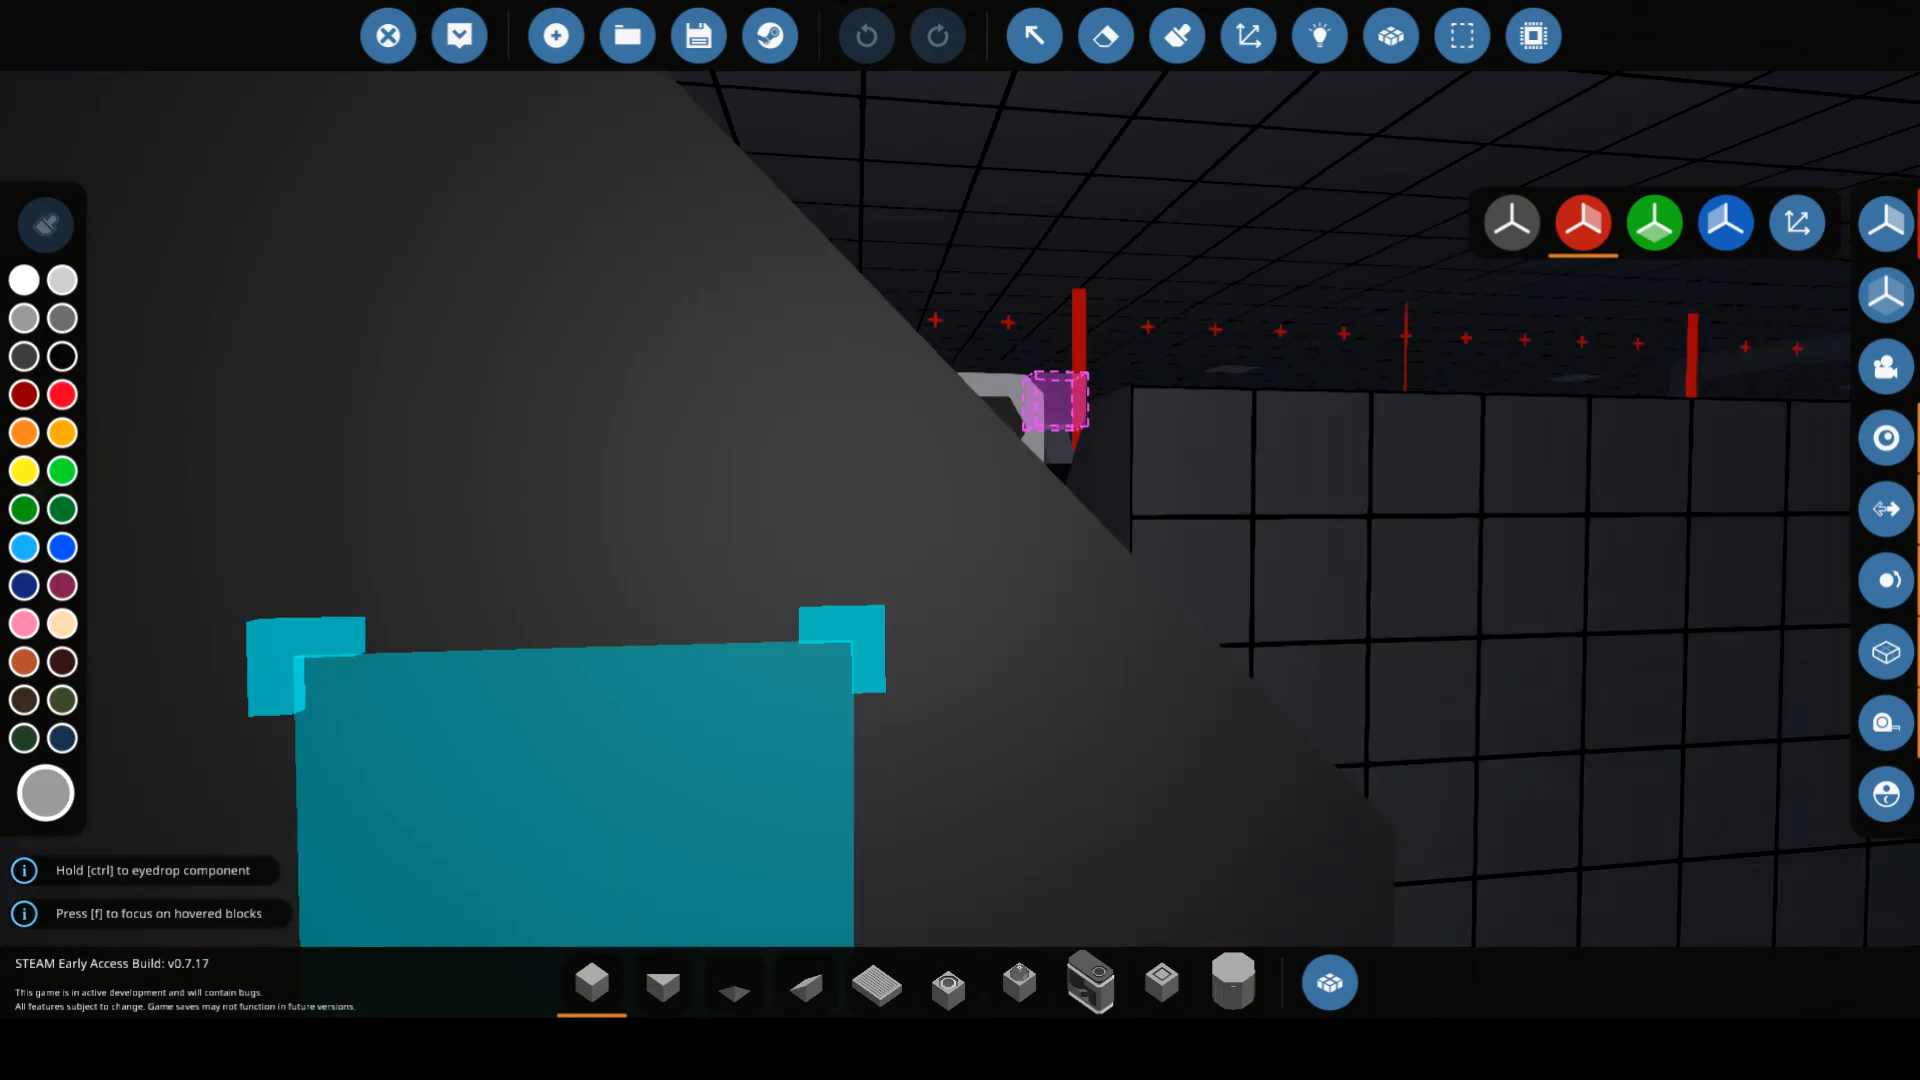 Hold [ctrl] to eyedrop component
Press [f] to focus on hovered blocks
STEAM Early Access Build: v0.7.17
This game is in active development and will contain bugs.
All features subject to change. Game saves may not function in future versions.